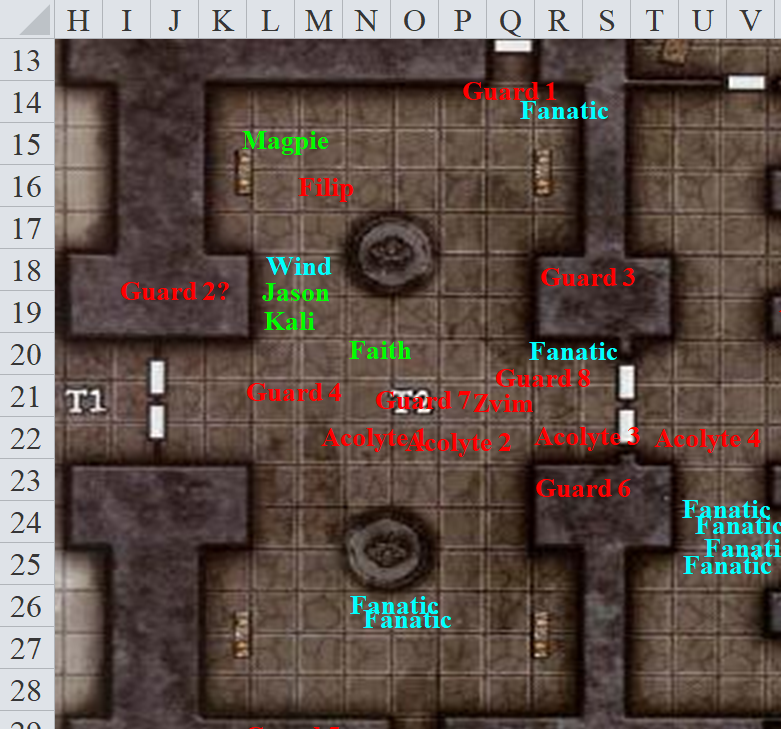 H I J K L M N O P Q R S T U V
13
14 Guard 1
Fanatic
15 Magpie
16 Filip
17
18 Wind Guard 3
Guard 2? Jason
19 Kali
20 Faith Fanatic
Guard 8
21 T1 Guard 4 T2 Guard 7 Zvim
22 Acolyte 1 Acolyte 2 Acolyte 3 Acolyte 4
23
Guard 6
24 Fanatic
Fanatic
25 Fanati
Fanatic
26 Fanatic
Fanatic
27
28